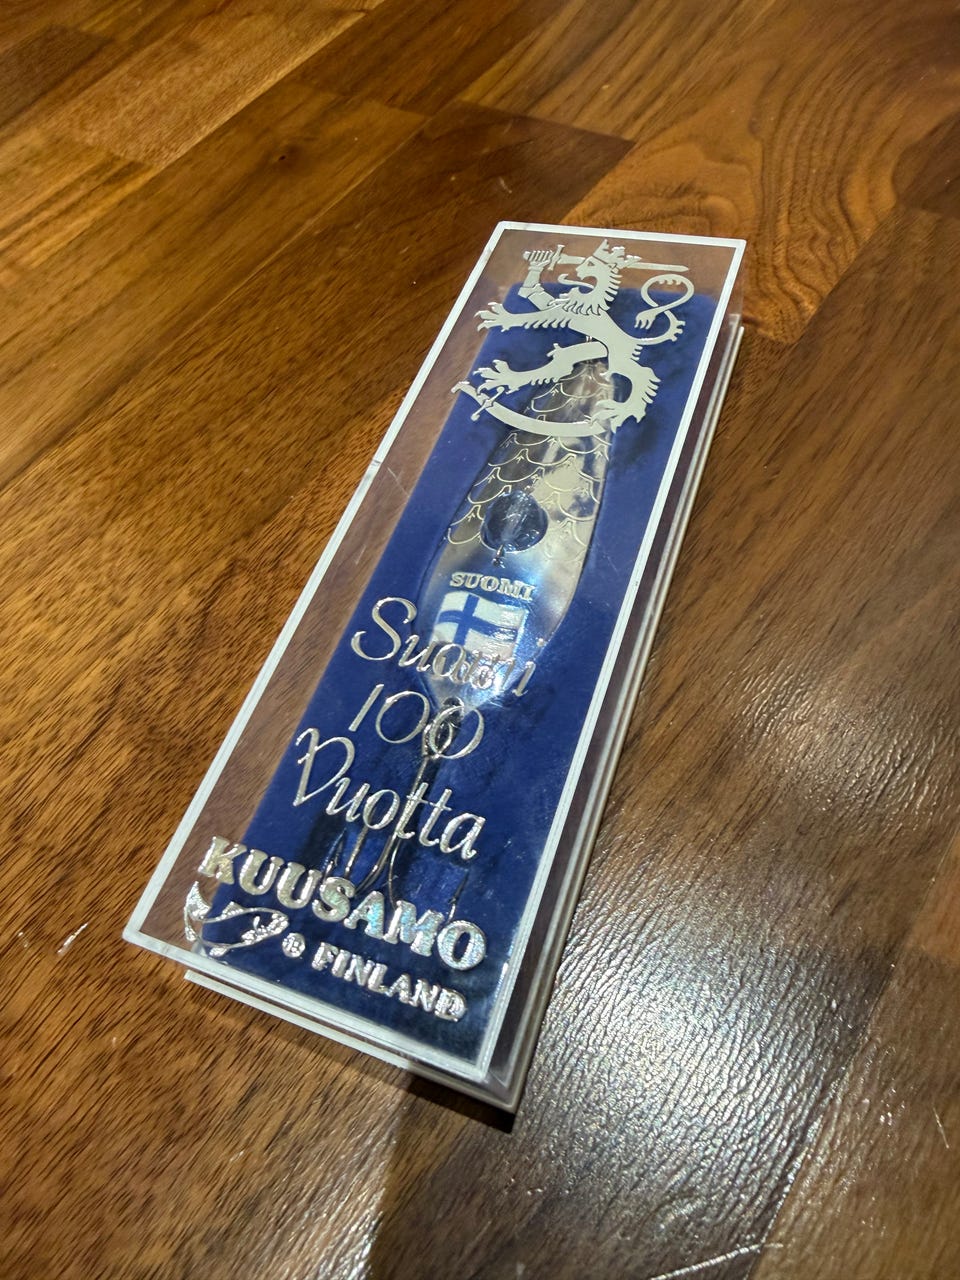 SUOMI
Suomi
100
Vuotta
KUUSAMO
® FINLAND